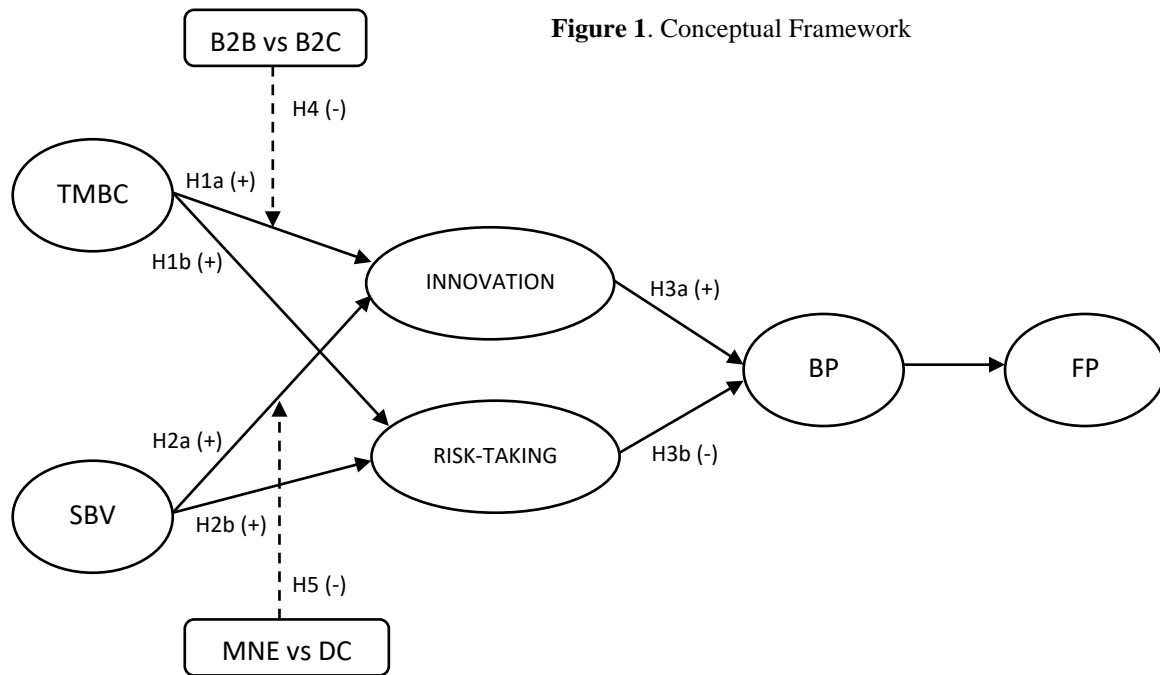 B2B vs B2C
Figure 1. Conceptual Framework
H4 (-)
TMBC
H1a (+)
H1b (+)
INNOVATION
H3a (+)
BP
FP
H2a (+)
RISK-TAKING
H3b (-)
SBV
H2b (+)
H5 (-)
MNE vs DC